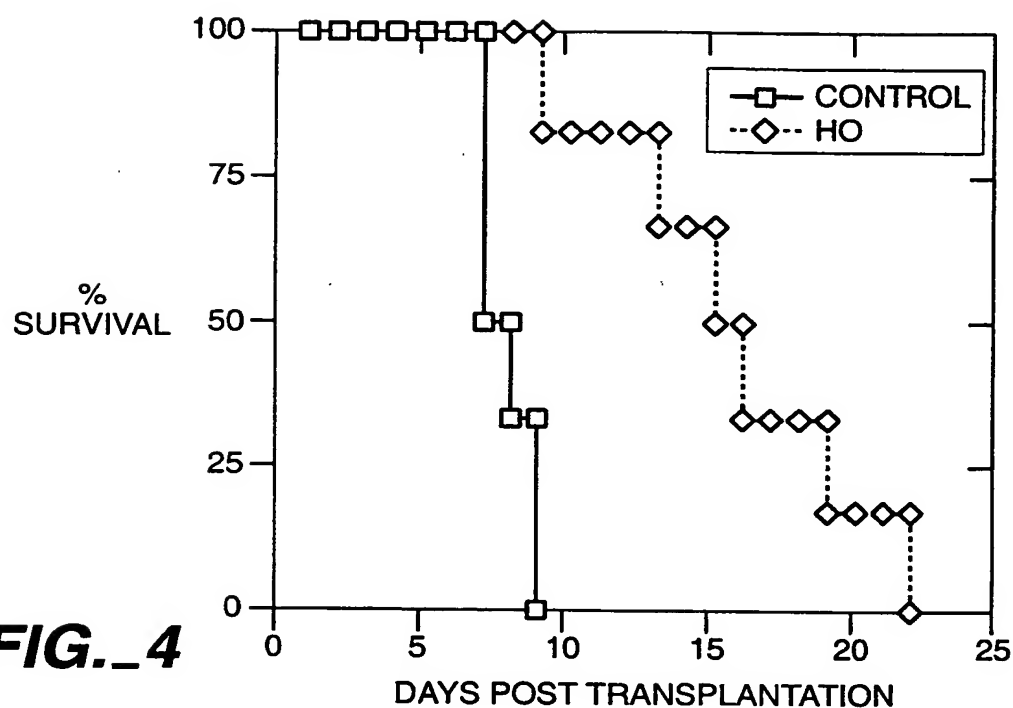 100
75
50
25
0
%
SURVIVAL
CONTROL
HO
0 5 10 15 20 25
DAYS POST TRANSPLANTATION
FIG._4